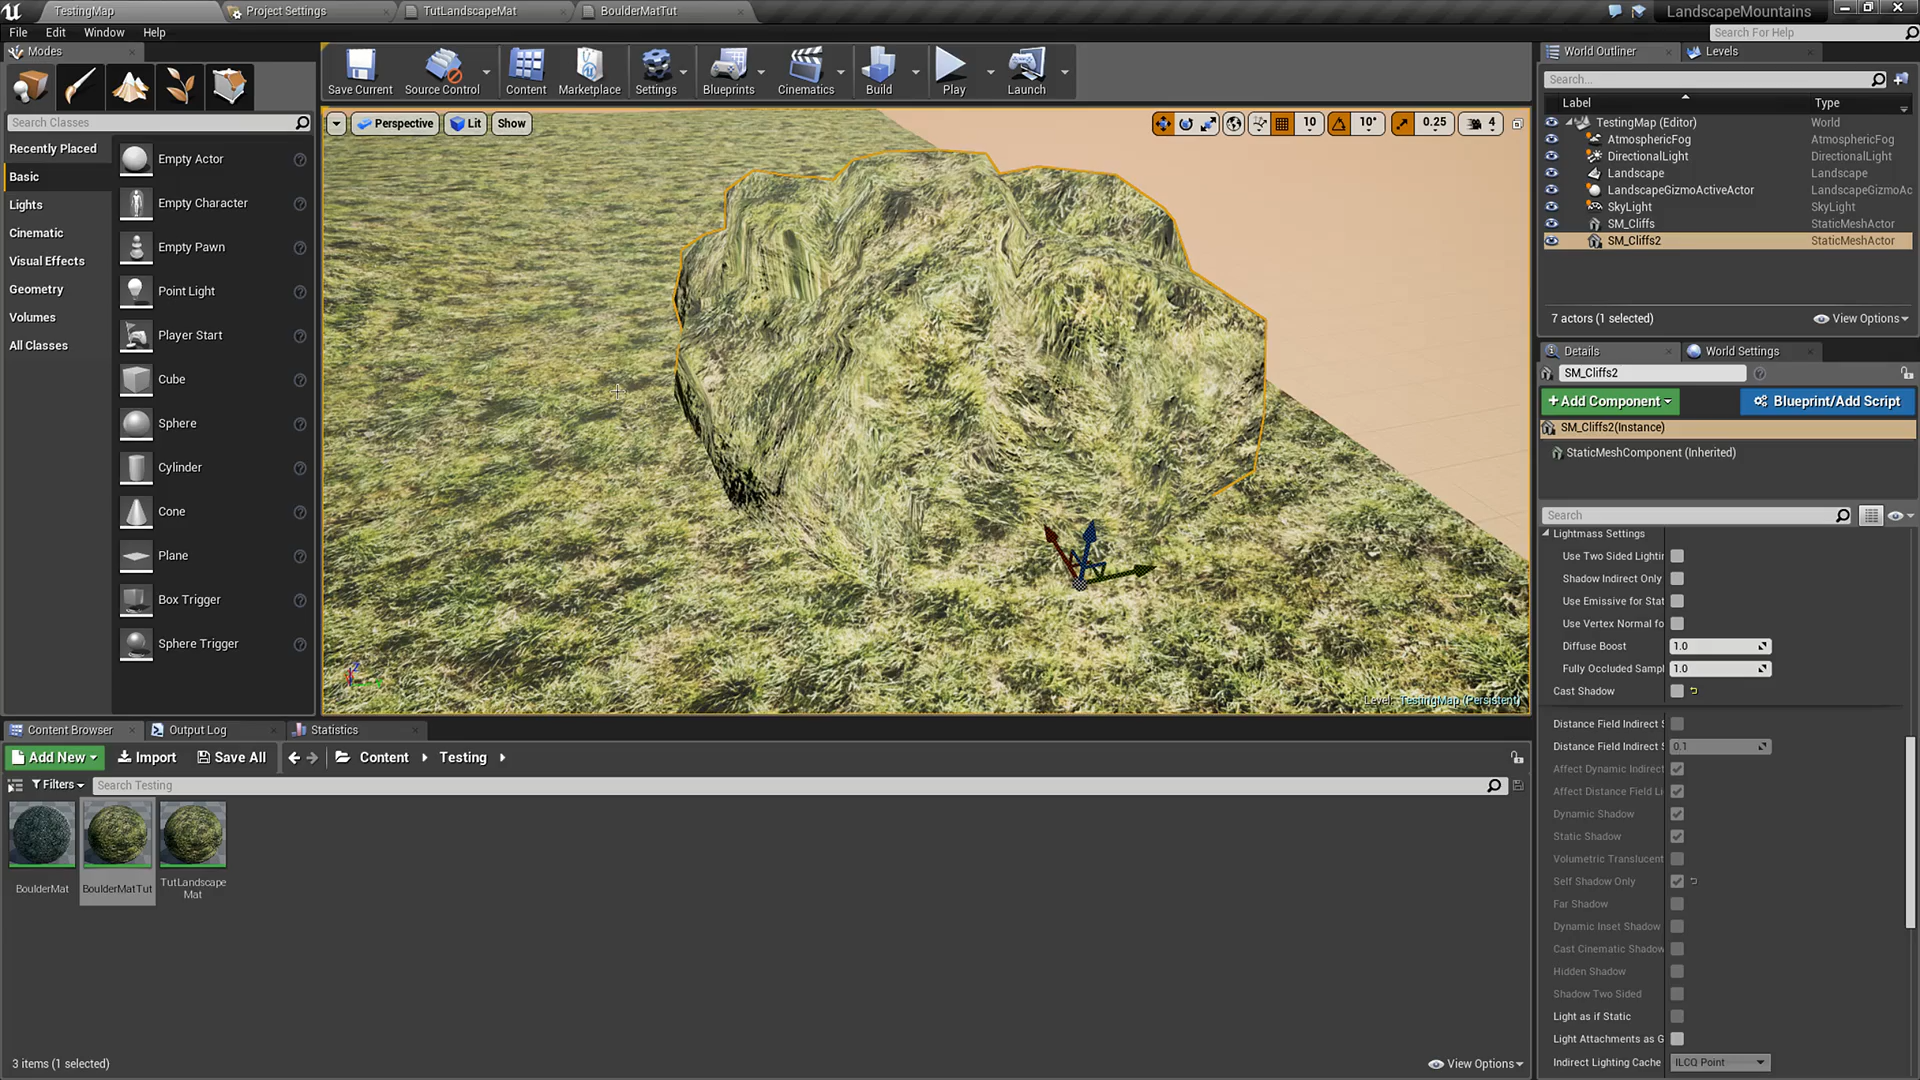 TestingMap
Project Settings
TutLandscapeMat
BoulderMatTut
LandscapeMountains
File
Edit
Window
Help
Search For Help
Modes
Save Current
Source Control
Content
Marketplace
Settings
Blueprints
Cinematics
Build
Play
Launch
Search Classes
Recently Placed
Basic
Lights
Cinematic
Visual Effects
Geometry
Volumes
All Classes
Empty Actor
Empty Character
Empty Pawn
Point Light
Player Start
Cube
Sphere
Cylinder
Cone
Plane
Box Trigger
Sphere Trigger
Perspective
Lit
Show
10
10°
0.25
4
Z
Level: TestingMap (Persistent)
World Outliner
Levels
Search...
Label
Type
TestingMap (Editor)
World
AtmosphericFog
AtmosphericFog
DirectionalLight
DirectionalLight
Landscape
Landscape
LandscapeGizmoActiveActor
LandscapeGizmoAc
SkyLight
SkyLight
SM_Cliffs
StaticMeshActor
SM_Cliffs2
StaticMeshActor
7 actors (1 selected)
View Options
Details
World Settings
SM_Cliffs2
+Add Component
Blueprint/Add Script
SM_Cliffs2(Instance)
StaticMeshComponent (Inherited)
Search
Lightmass Settings
Use Two Sided Lightin
Shadow Indirect Only
Use Emissive for Stat
Use Vertex Normal fo
Diffuse Boost
1.0
Fully Occluded Sampl
1.0
Cast Shadow
Distance Field Indirect S
Distance Field Indirect S
0.1
Affect Dynamic Indirect
Affect Distance Field Li
Dynamic Shadow
Static Shadow
Volumetric Translucent
Self Shadow Only
Far Shadow
Dynamic Inset Shadow
Cast Cinematic Shadow
Hidden Shadow
Shadow Two Sided
Light as if Static
Light Attachments as G
Indirect Lighting Cache
ILCQ Point
Content Browser
Output Log
Statistics
Add New
Import
Save All
Content
Testing
Filters
Search Testing
BoulderMat
BoulderMatTut
TutLandscape
Mat
3 items (1 selected)
View Options